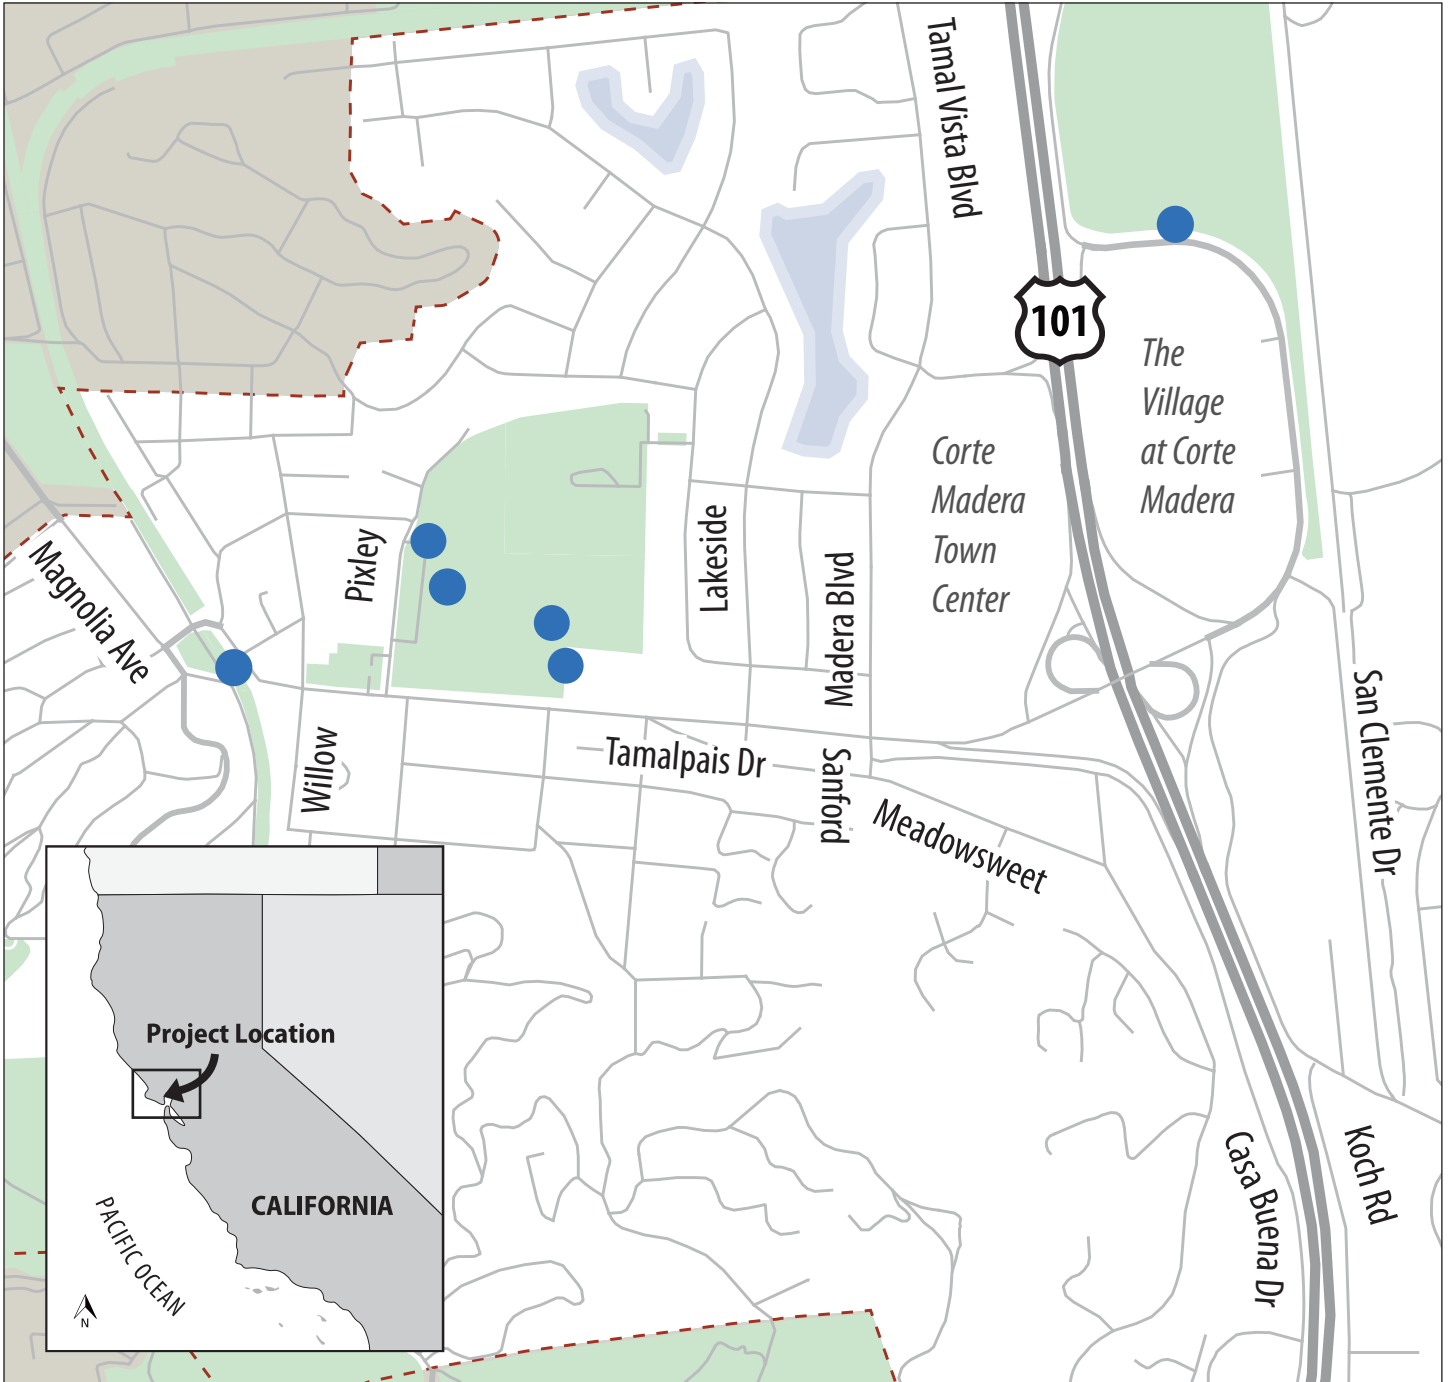 Tamal Vista Blvd
101
The
Village
at Corte
Madera
Corte
Madera
Town
Center
Magnolia Ave
Pixley
Lakeside
Madera Blvd
Willow
Tamalpais Dr
Sanford
Meadowsweet
San Clemente Dr
Project Location
CALIFORNIA
PACIFIC OCEAN
N
Casa Buena Dr
Koch Rd